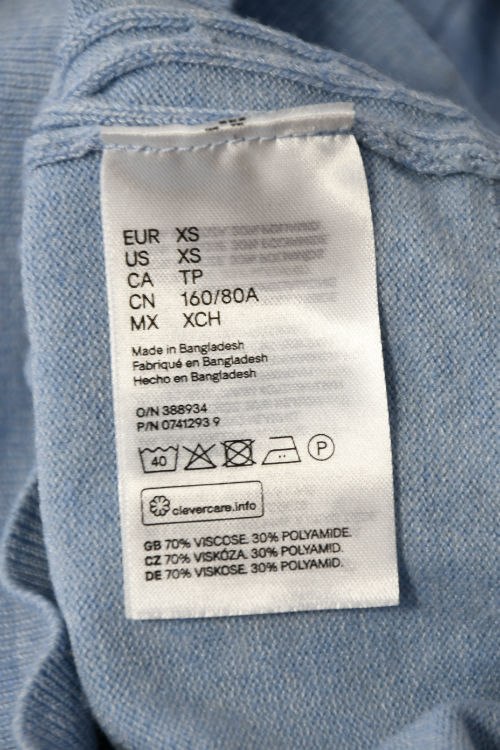 EUR XS
US XS
CA TP
CN 160/80A
MX XCH
Made in Bangladesh
Fabriqué en Bangladesh
Hecho en Bangladesh
O/N 388934
P/N 0741293 9
40
P
clevercare.info
GB 70% VISCOSE. 30% POLYAMIDE.
CZ 70% VISKÓZA. 30% POLYAMID.
DE 70% VISKOSE. 30% POLYAMID.